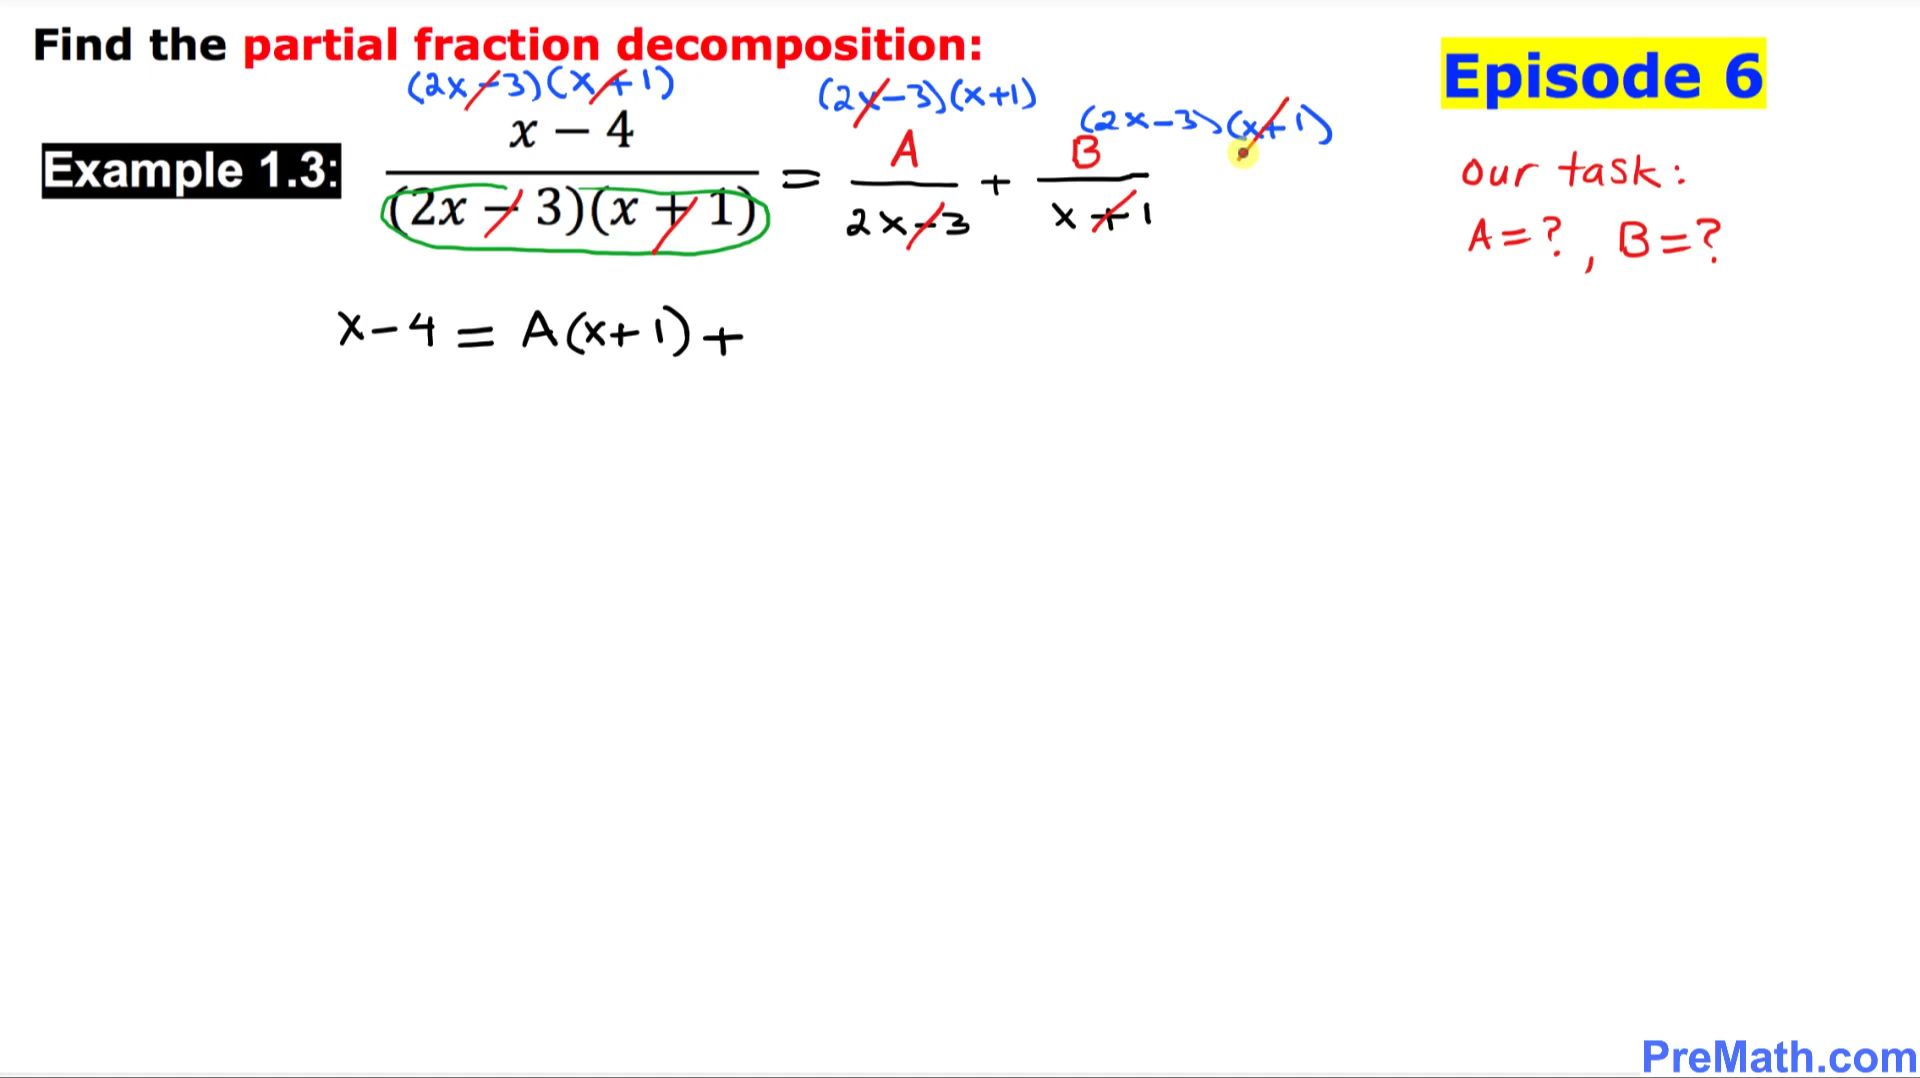 Find the partial fraction decomposition:
Episode 6
(2x-3)(x+1) (2x-3)(x+1) (2x-3)(x+1)
Example 1.3: x − 4 / (2x − 3)(x + 1) = A / 2x-3 + B / x+1
our task:
A=?, B=?
x-4 = A(x+1) +
PreMath.com